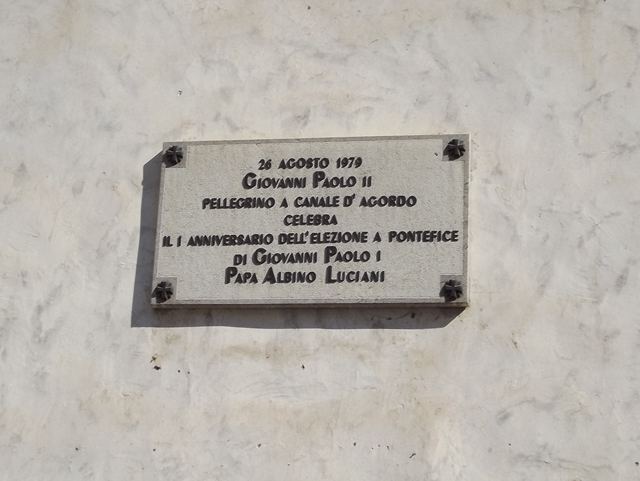 26 AGOSTO 1979
GIOVANNI PAOLO II
PELLEGRINO A CANALE D'AGORDO
CELEBRA
IL I ANNIVERSARIO DELL'ELEZIONE A PONTEFICE
DI GIOVANNI PAOLO I
PAPA ALBINO LUCIANI